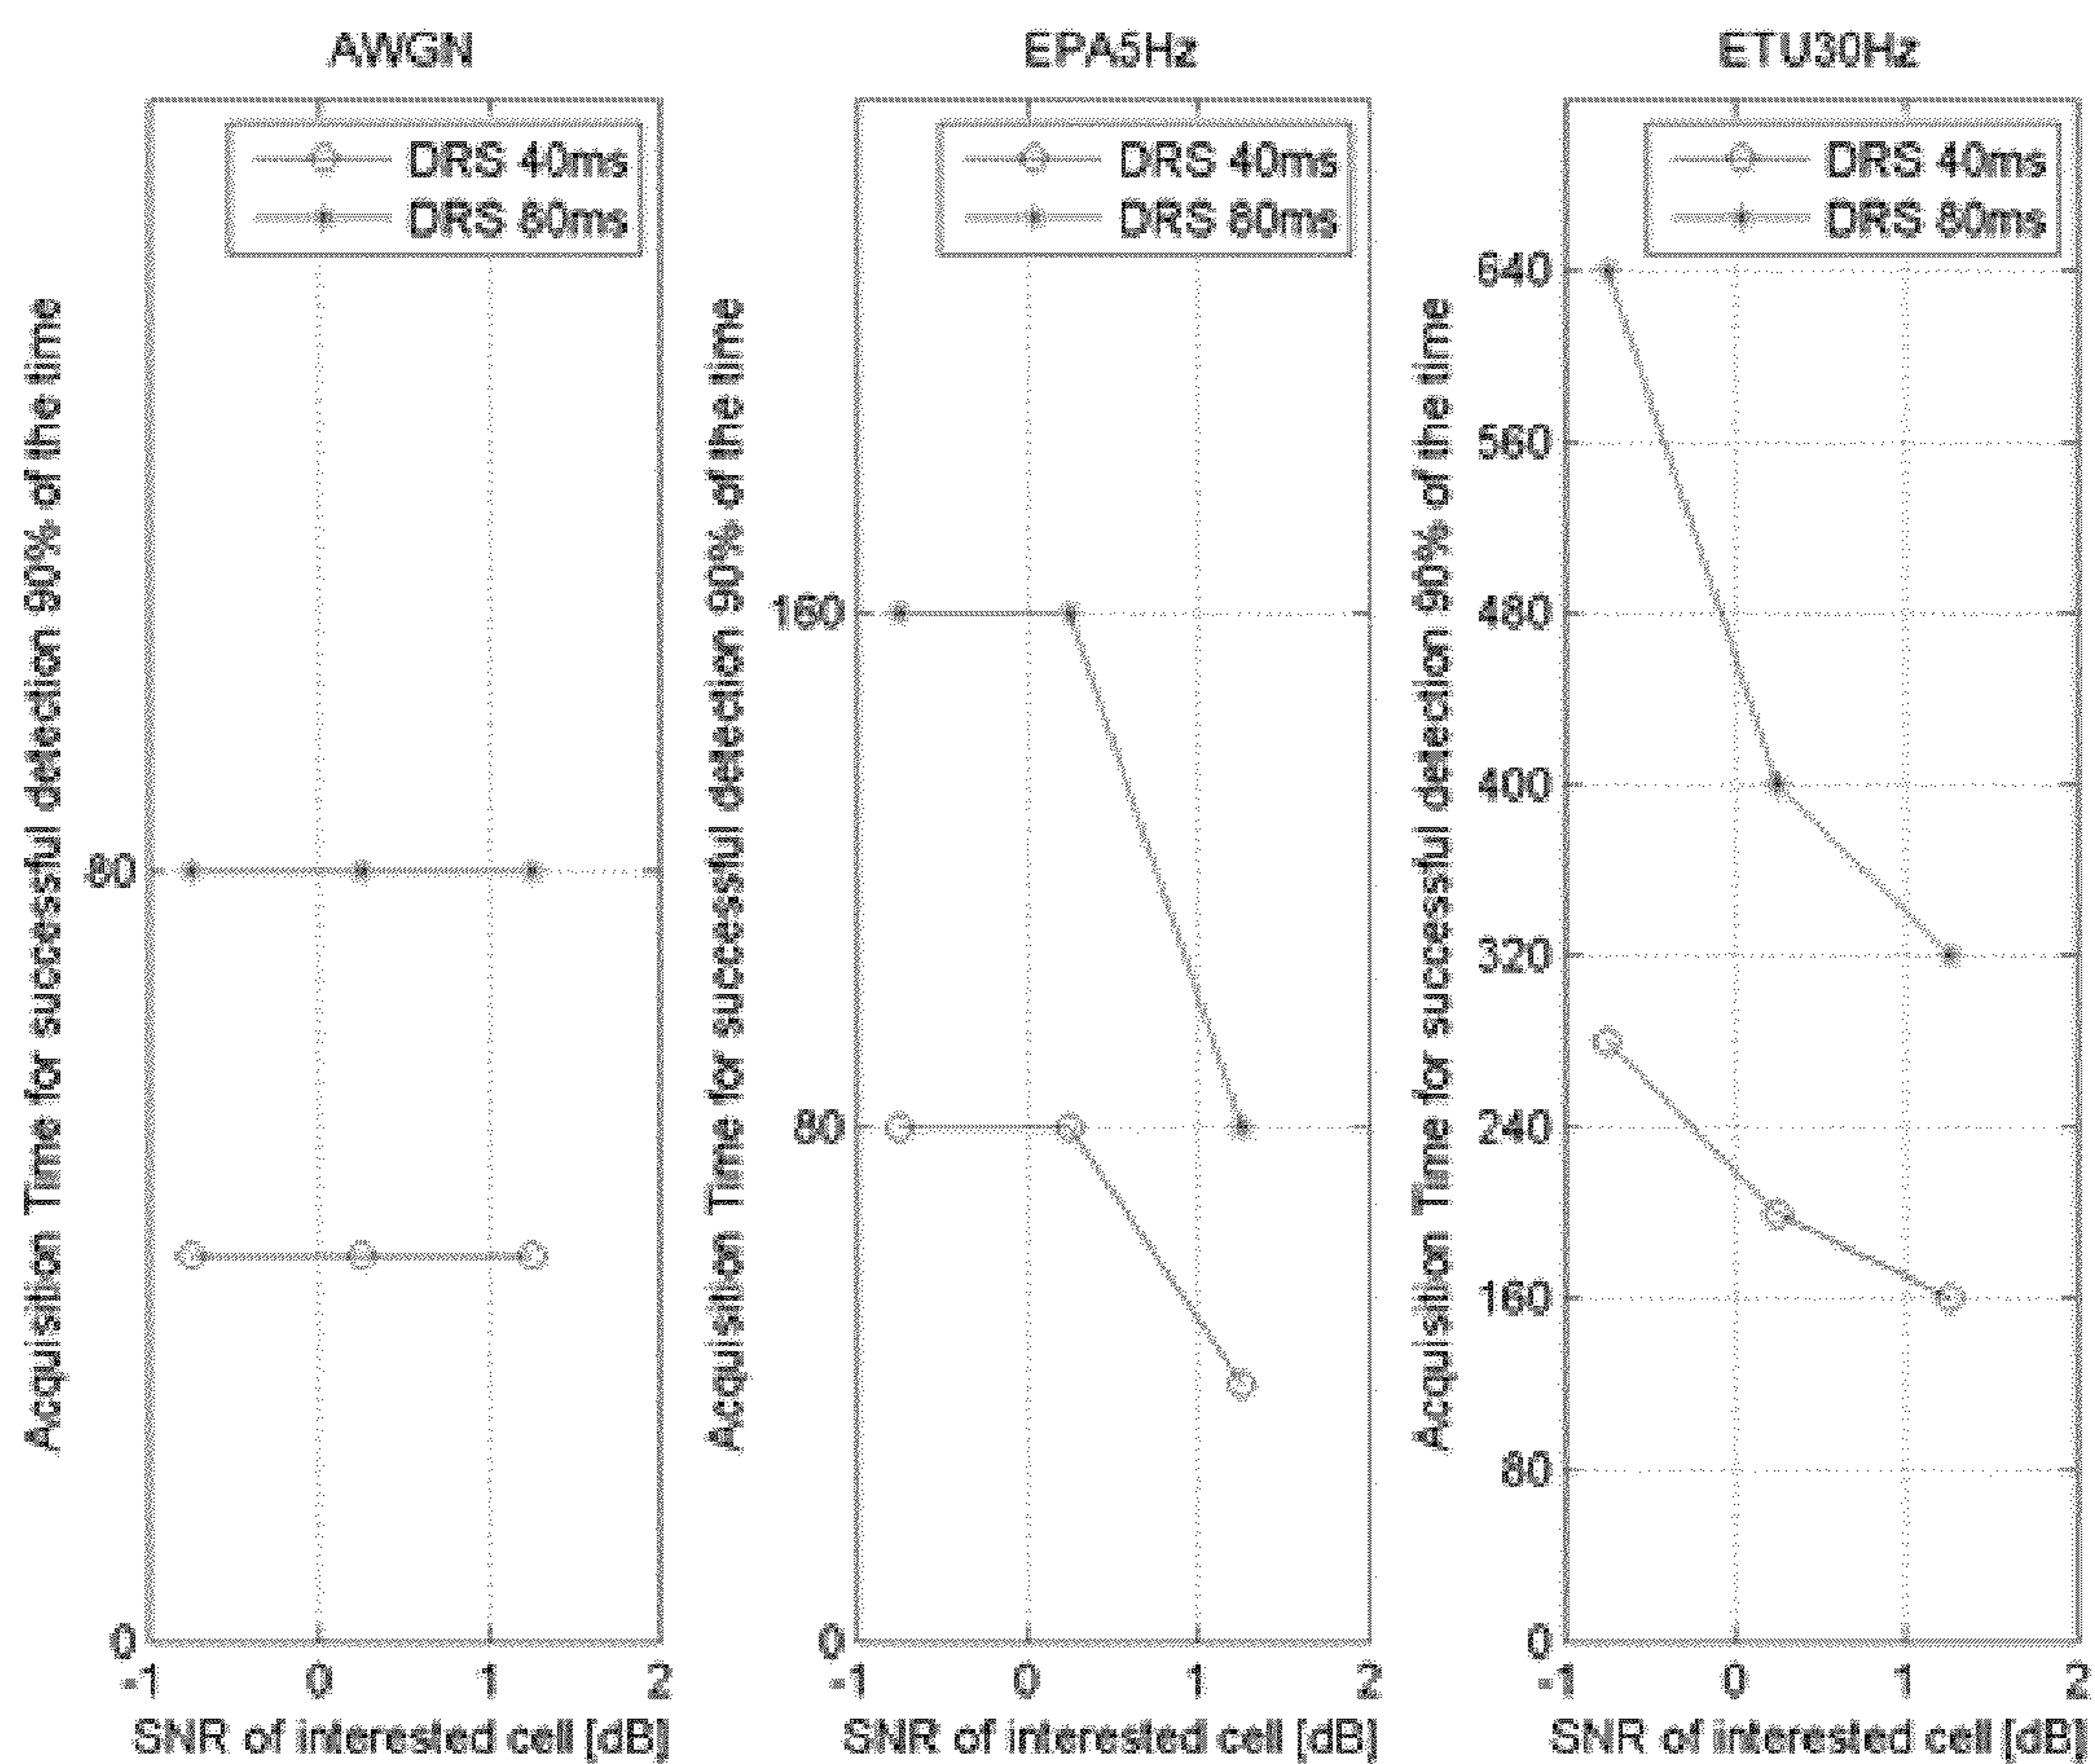 AWGN
DRS 40ms
DRS 80ms
Acquisition Time for successful detection 90% of the time
80
0
-1 0 1 2
SNR of interested cell [dB]
EPA5Hz
DRS 40ms
DRS 80ms
Acquisition Time for successful detection 90% of the time
160
80
0
-1 0 1 2
SNR of interested cell [dB]
ETU30Hz
DRS 40ms
DRS 80ms
Acquisition Time for successful detection 90% of the time
640
560
480
400
320
240
160
80
0
-1 0 1 2
SNR of interested cell [dB]